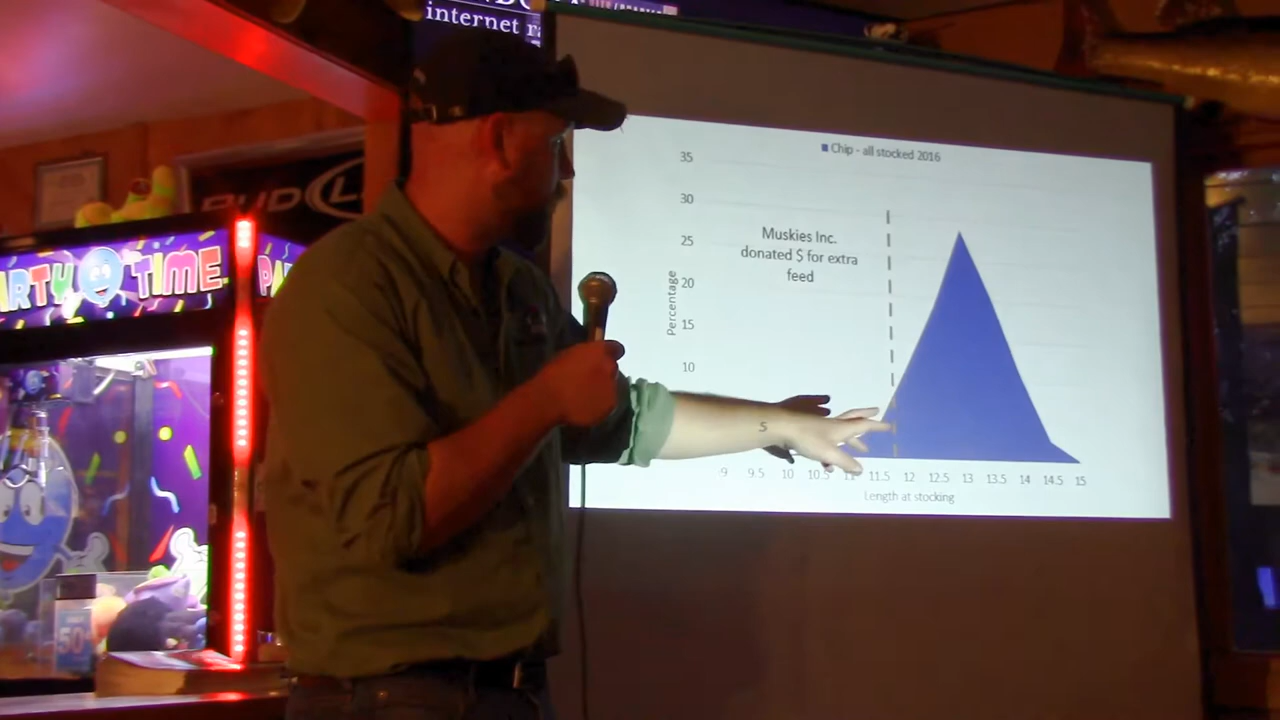 internet
Chip - all stocked 2016
35
30
25
20
15
10
5
Percentage
Muskies Inc.
donated $ for extra
feed
9 9.5 10 10.5 11 11.5 12 12.5 13 13.5 14 14.5 15
Length at stocking
BUD
PARTY TIME
PA
50¢